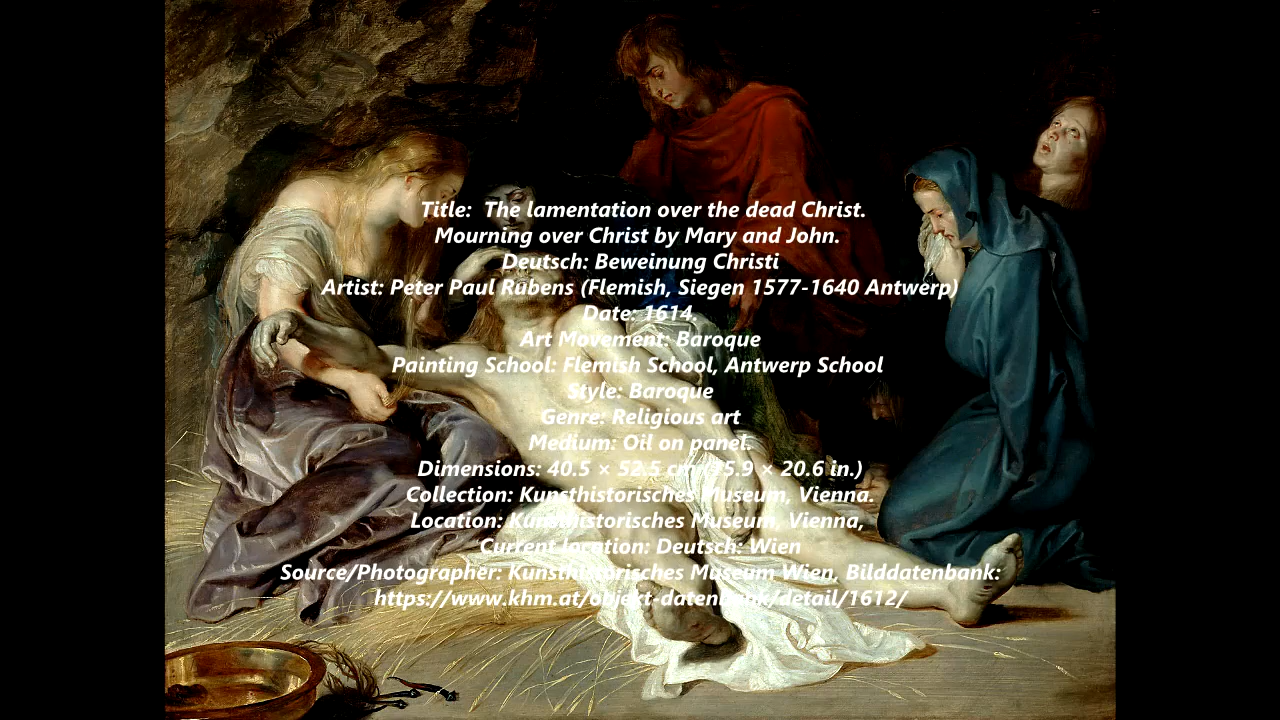 Title:  The lamentation over the dead Christ.
Mourning over Christ by Mary and John.
Deutsch: Beweinung Christi
Artist: Peter Paul Rubens (Flemish, Siegen 1577-1640 Antwerp)
Date: 1614.
Art Movement: Baroque
Painting School: Flemish School, Antwerp School
Style: Baroque
Genre: Religious art
Medium: Oil on panel.
Dimensions: 40.5 × 52.5 cm (15.9 × 20.6 in.)
Collection: Kunsthistorisches Museum, Vienna.
Location: Kunsthistorisches Museum, Vienna,
Current location: Deutsch: Wien
Source/Photographer: Kunsthistorisches Museum Wien, Bilddatenbank:
https://www.khm.at/objekt-datenbank/detail/1612/